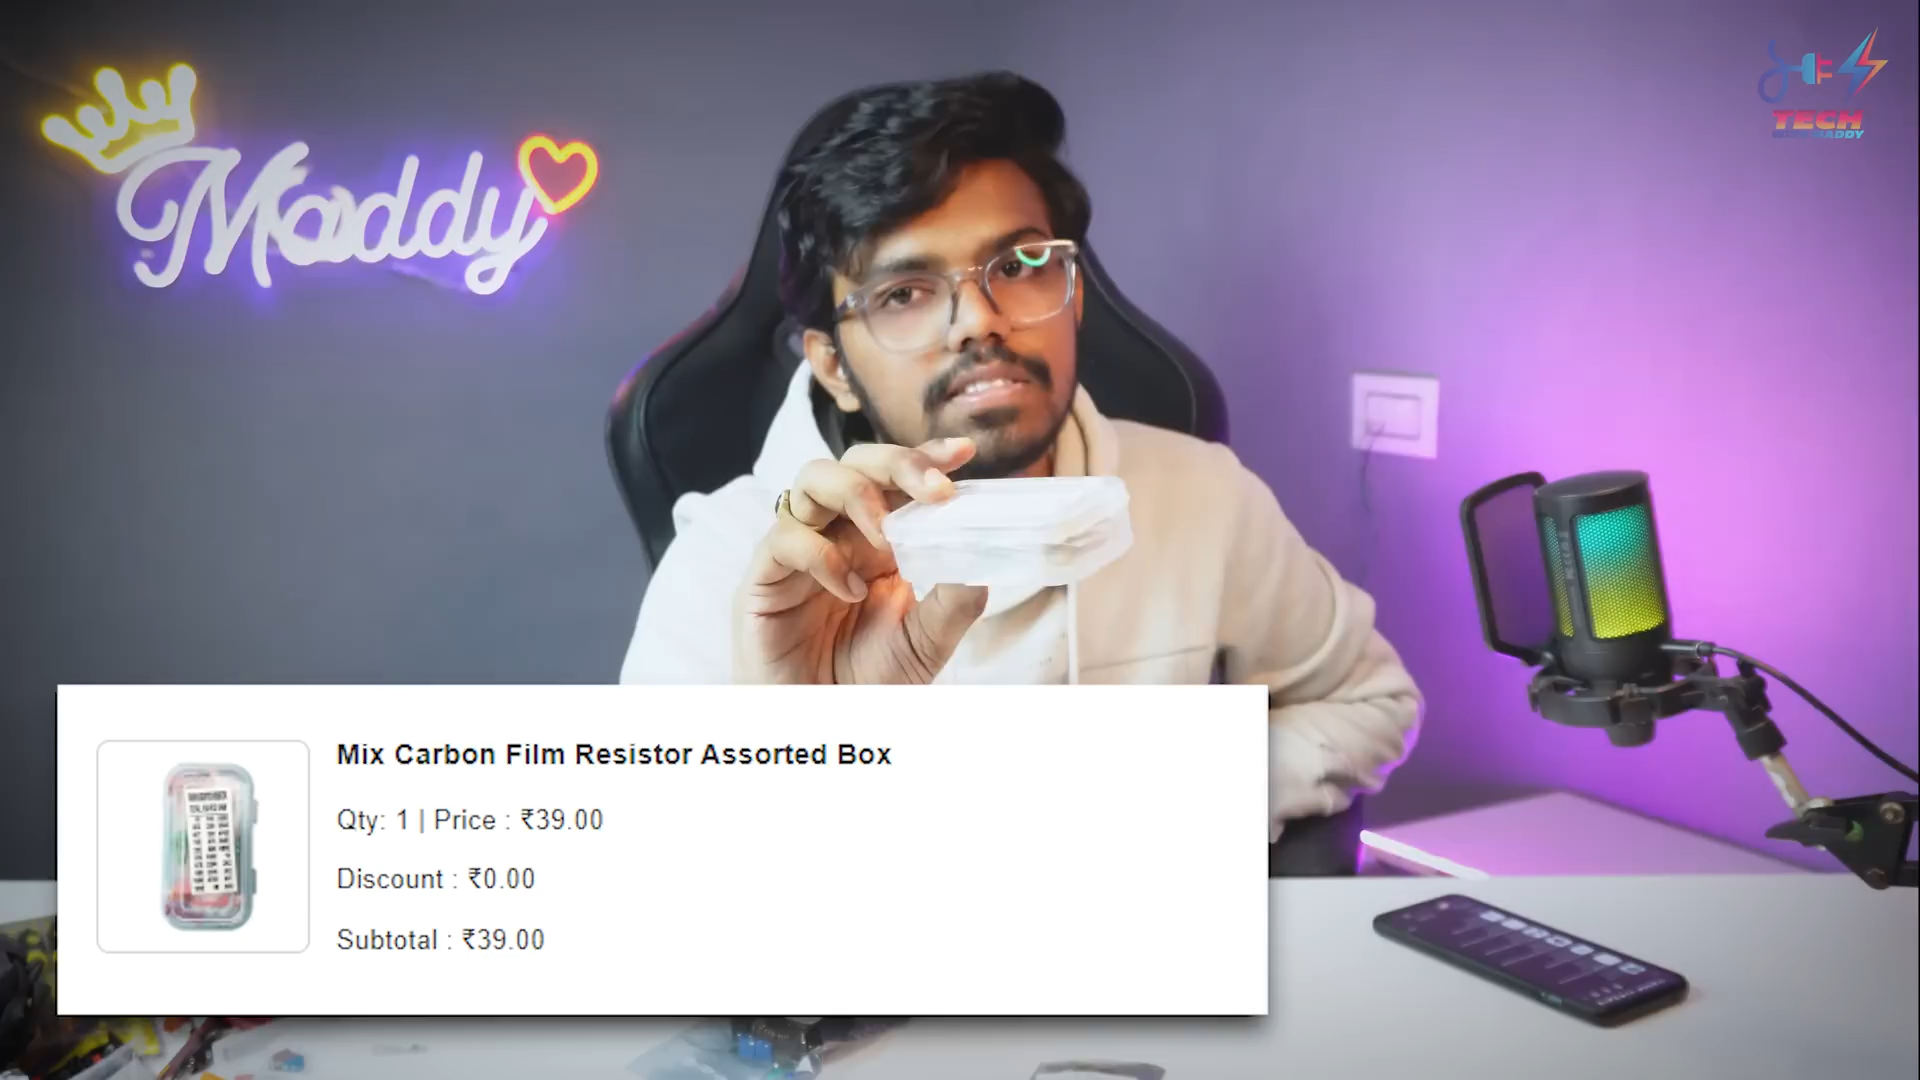 Maddy
TECH
Mix Carbon Film Resistor Assorted Box
Qty: 1 | Price : ₹39.00
Discount : ₹0.00
Subtotal : ₹39.00